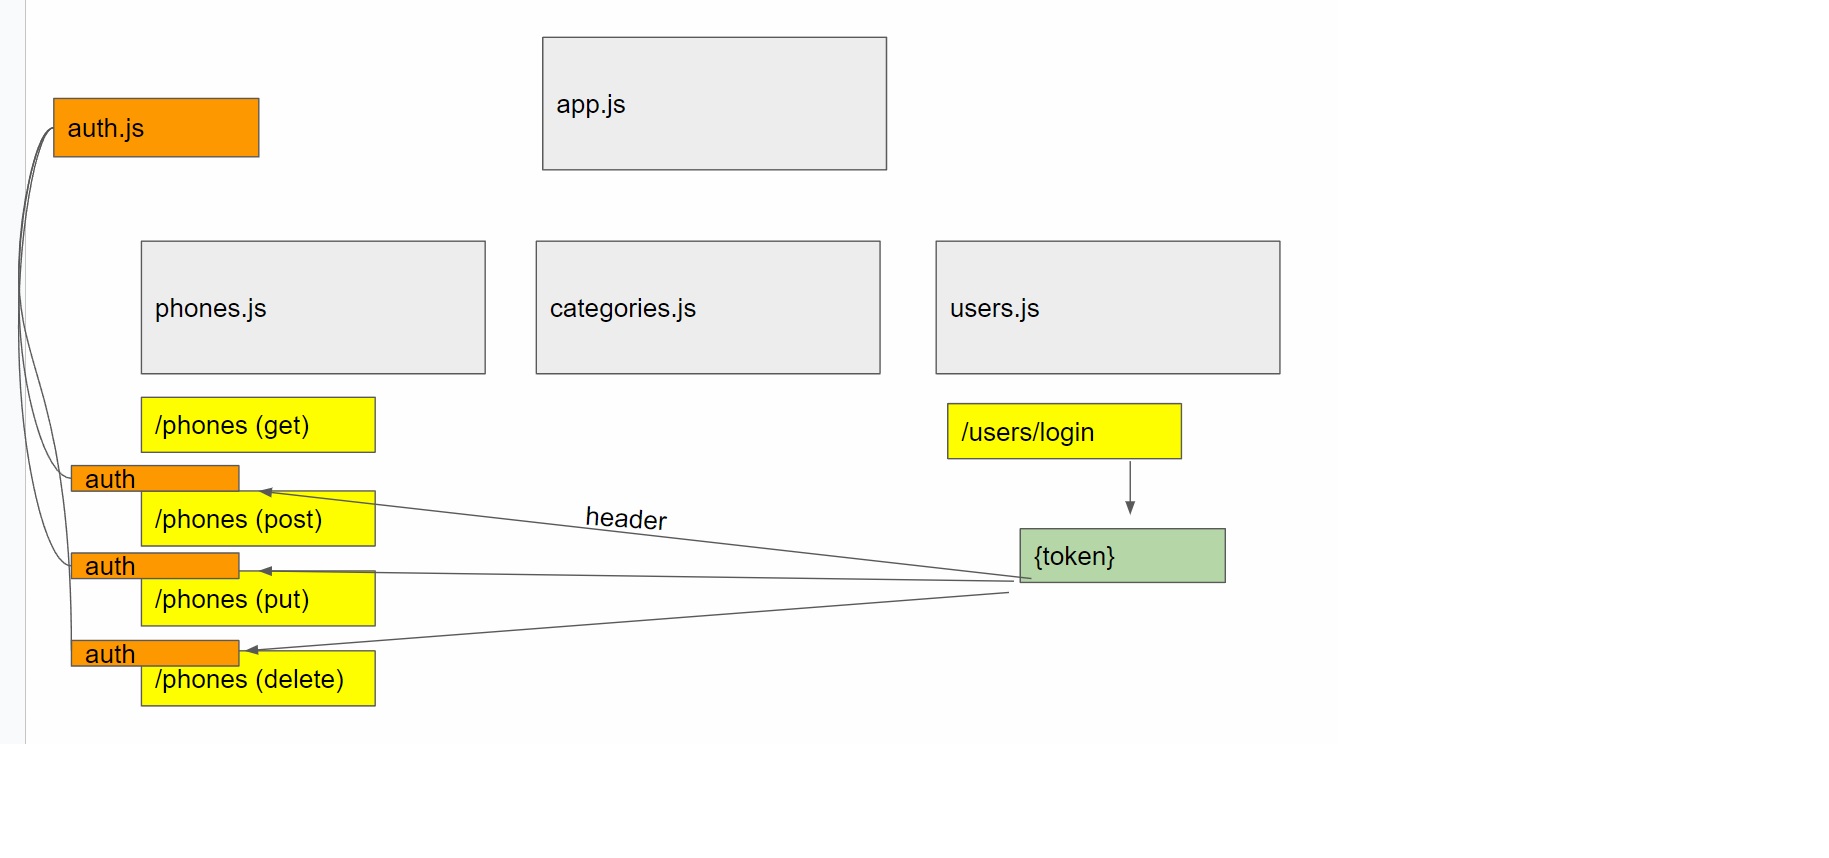 app.js
auth.js
phones.js
categories.js
users.js
/phones (get)
/users/login
auth
/phones (post)
header
{token}
auth
/phones (put)
auth
/phones (delete)